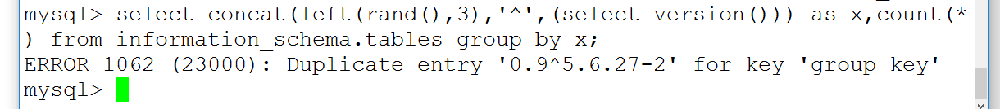 mysql> select concat(left(rand(),3),'^',(select version())) as x,count(*
) from information_schema.tables group by x;
ERROR 1062 (23000): Duplicate entry '0.9^5.6.27-2' for key 'group_key'
mysql>